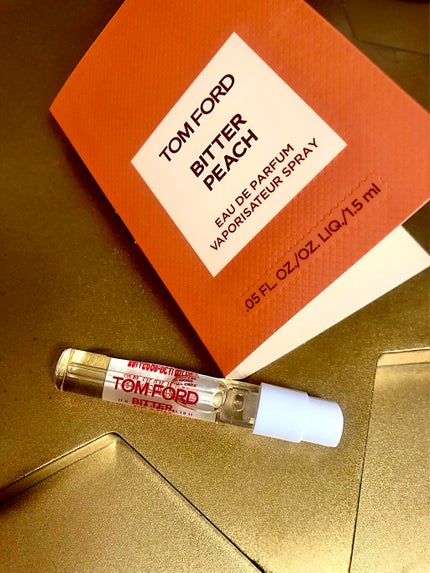 TOM FORD
BITTER
PEACH
EAU DE PARFUM
VAPORISATEUR SPRAY
.05 FL. OZ./OZ. LIQ./1.5 ml
TOM FORD
BITTER